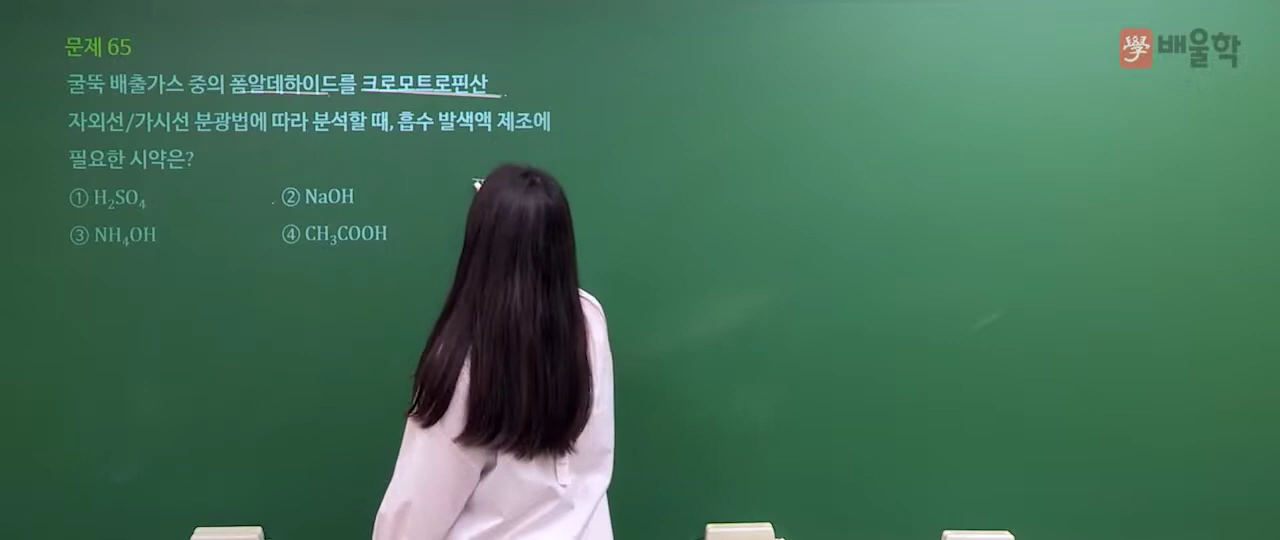 문제 65
굴뚝 배출가스 중의 폼알데하이드를 크로모트로핀산
자외선/가시선 분광법에 따라 분석할 때, 흡수 발색액 제조에
필요한 시약은?
① H₂SO₄ ② NaOH
③ NH₄OH ④ CH₃COOH
學 배울학